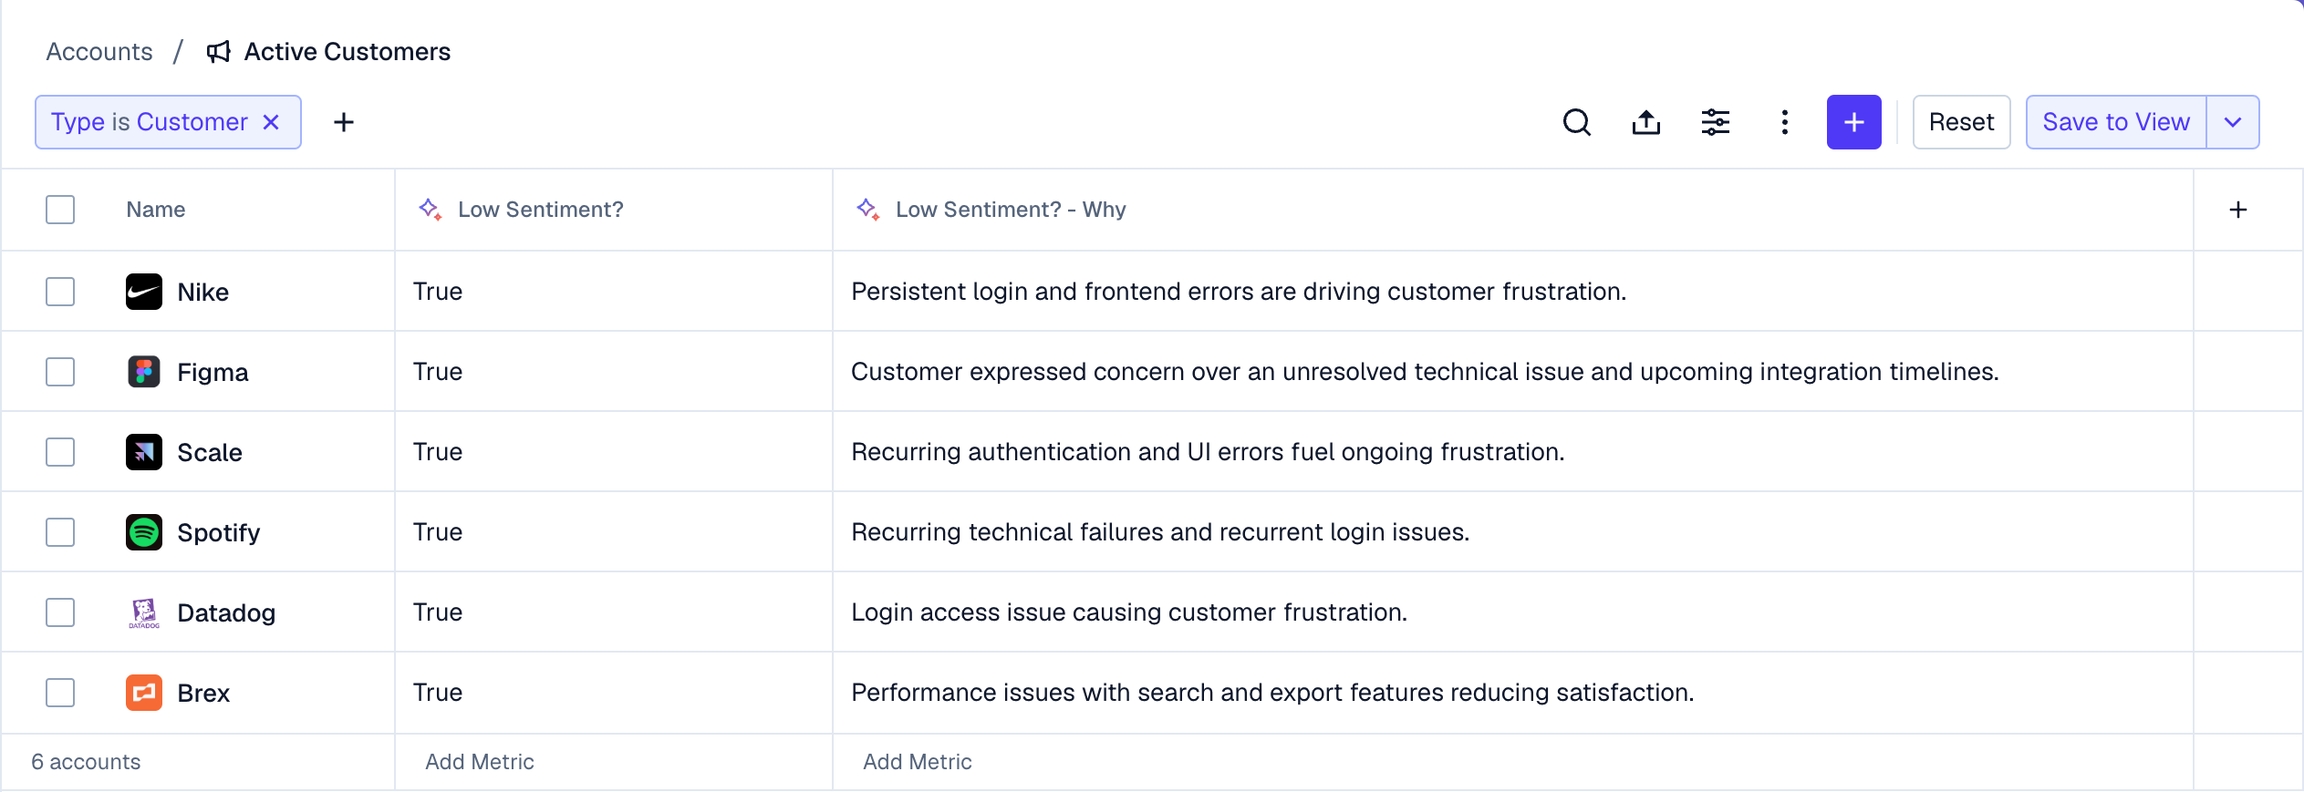 Accounts / Active Customers
Type is Customer
Reset
Save to View
Name
Low Sentiment?
Low Sentiment? - Why
Nike
True
Persistent login and frontend errors are driving customer frustration.
Figma
True
Customer expressed concern over an unresolved technical issue and upcoming integration timelines.
Scale
True
Recurring authentication and UI errors fuel ongoing frustration.
Spotify
True
Recurring technical failures and recurrent login issues.
DATADOG
Datadog
True
Login access issue causing customer frustration.
Brex
True
Performance issues with search and export features reducing satisfaction.
6 accounts
Add Metric
Add Metric